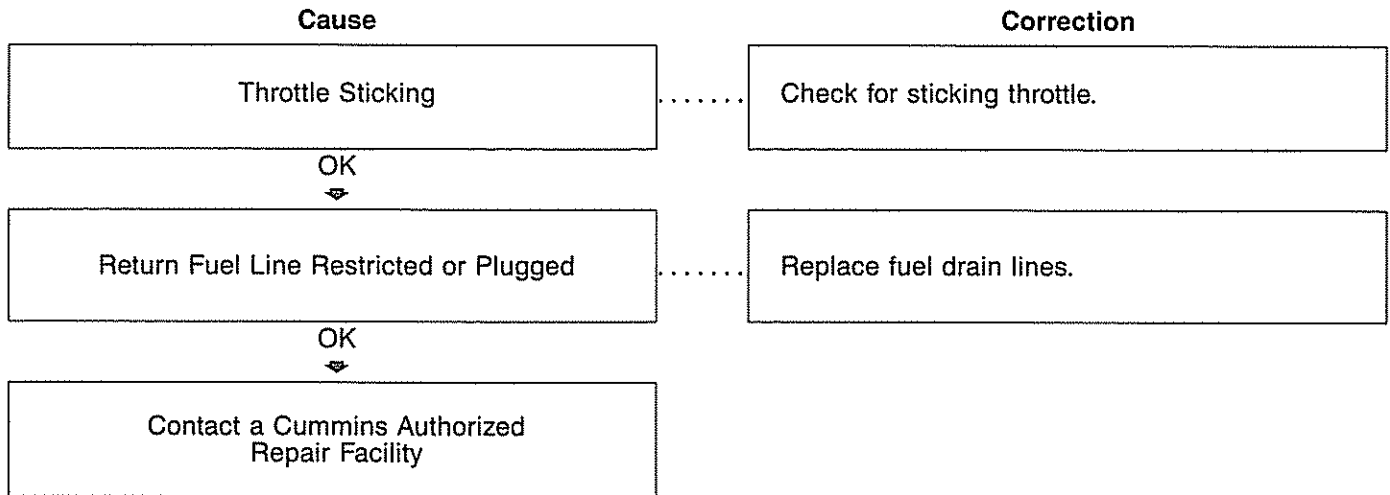 Cause
Correction
Throttle Sticking
.......
Check for sticking throttle.
OK
Return Fuel Line Restricted or Plugged
.......
Replace fuel drain lines.
OK
Contact a Cummins Authorized
Repair Facility